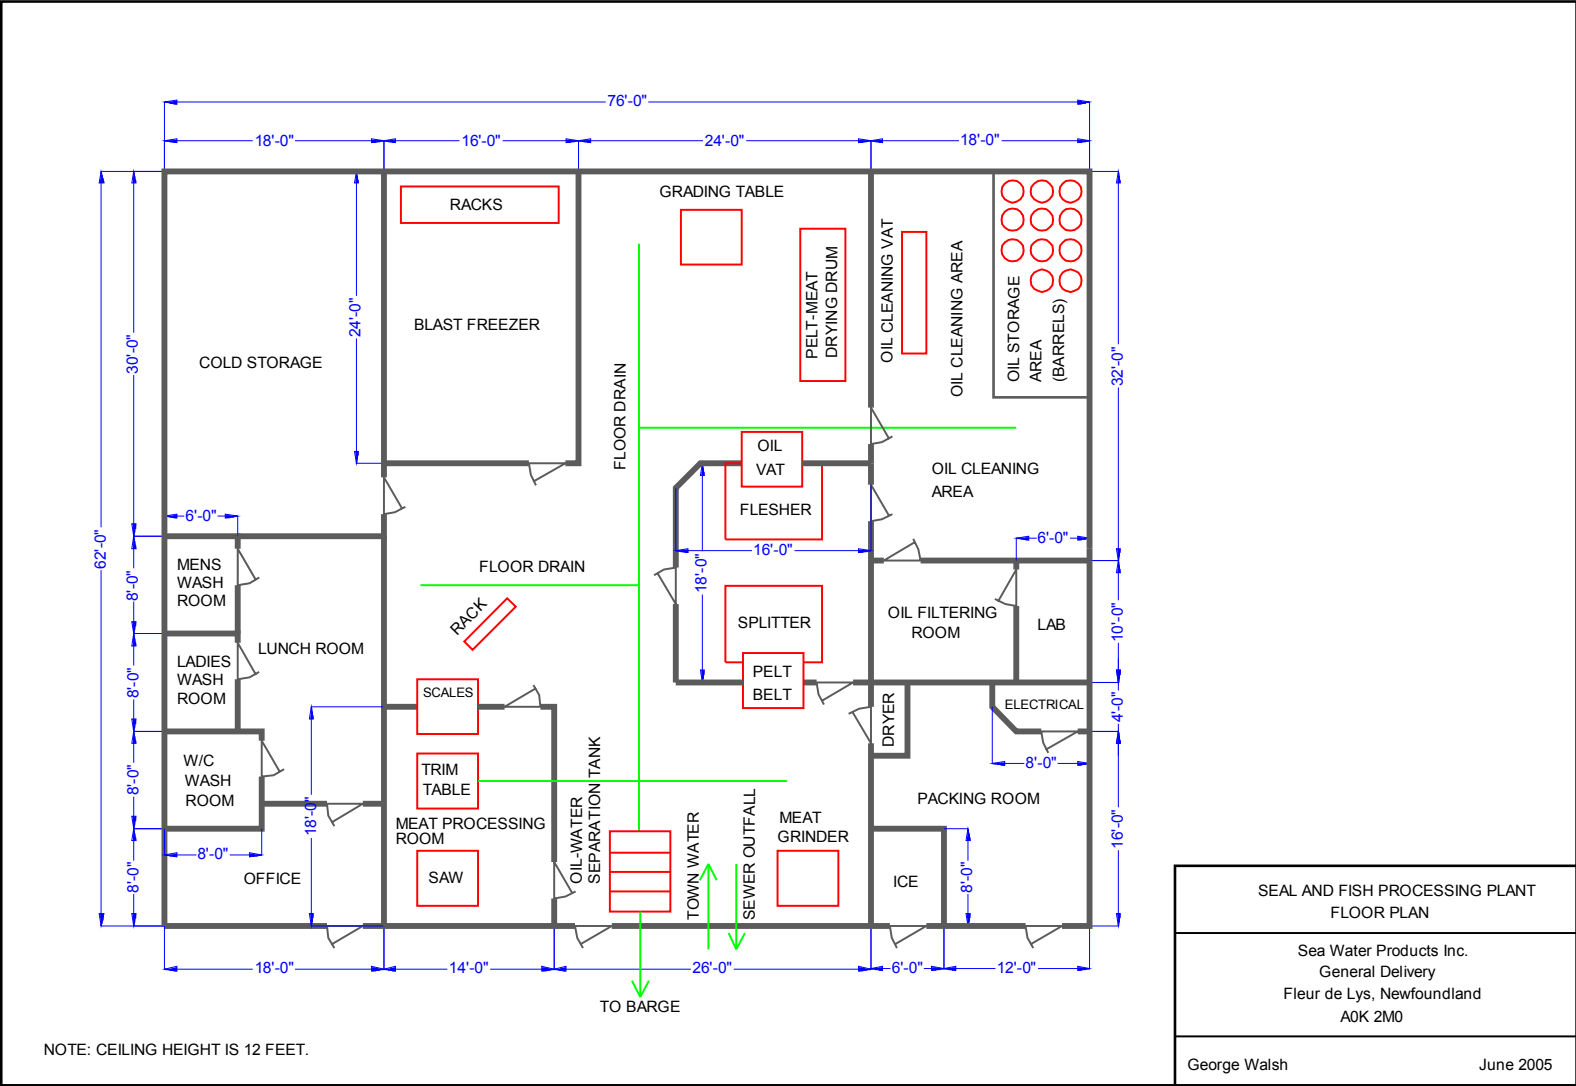 76'-0"
18'-0"
16'-0"
24'-0"
18'-0"
RACKS
GRADING TABLE
OIL CLEANING VAT
OIL CLEANING AREA
PELT-MEAT
DRYING DRUM
OIL STORAGE
AREA
(BARRELS)
24'-0"
BLAST FREEZER
30'-0"
COLD STORAGE
32'-0"
FLOOR DRAIN
OIL
VAT
OIL CLEANING
AREA
FLESHER
6'-0"
62'-0"
16'-0"
6'-0"
MENS
WASH
ROOM
8'-0"
FLOOR DRAIN
18'-0"
RACK
SPLITTER
OIL FILTERING
ROOM
LAB
10'-0"
LUNCH ROOM
LADIES
WASH
ROOM
8'-0"
SCALES
PELT
BELT
DRYER
ELECTRICAL
4'-0"
W/C
WASH
ROOM
8'-0"
18'-0"
TRIM
TABLE
8'-0"
PACKING ROOM
MEAT PROCESSING
ROOM
OIL-WATER
SEPARATION TANK
TOWN WATER
SEWER OUTFALL
MEAT
GRINDER
16'-0"
8'-0"
OFFICE
8'-0"
SAW
ICE
8'-0"
18'-0"
14'-0"
26'-0"
6'-0"
12'-0"
TO BARGE
NOTE: CEILING HEIGHT IS 12 FEET.
SEAL AND FISH PROCESSING PLANT
FLOOR PLAN
Sea Water Products Inc.
General Delivery
Fleur de Lys, Newfoundland
A0K 2M0
George Walsh
June 2005